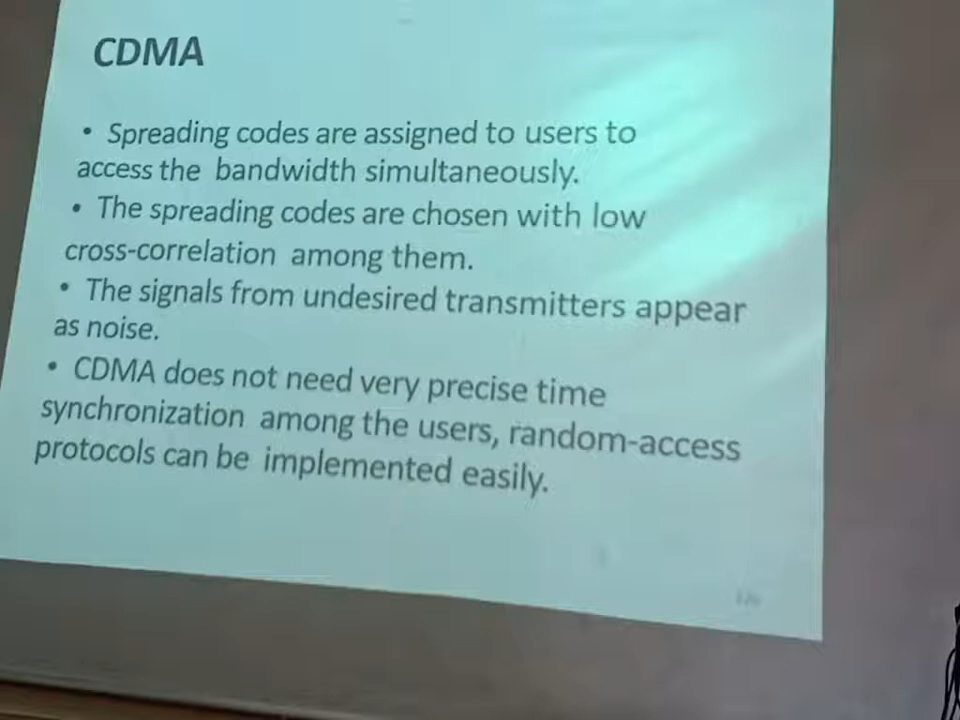 CDMA
• Spreading codes are assigned to users to
access the bandwidth simultaneously.
• The spreading codes are chosen with low
cross-correlation among them.
• The signals from undesired transmitters appear
as noise.
• CDMA does not need very precise time
synchronization among the users, random-access
protocols can be implemented easily.